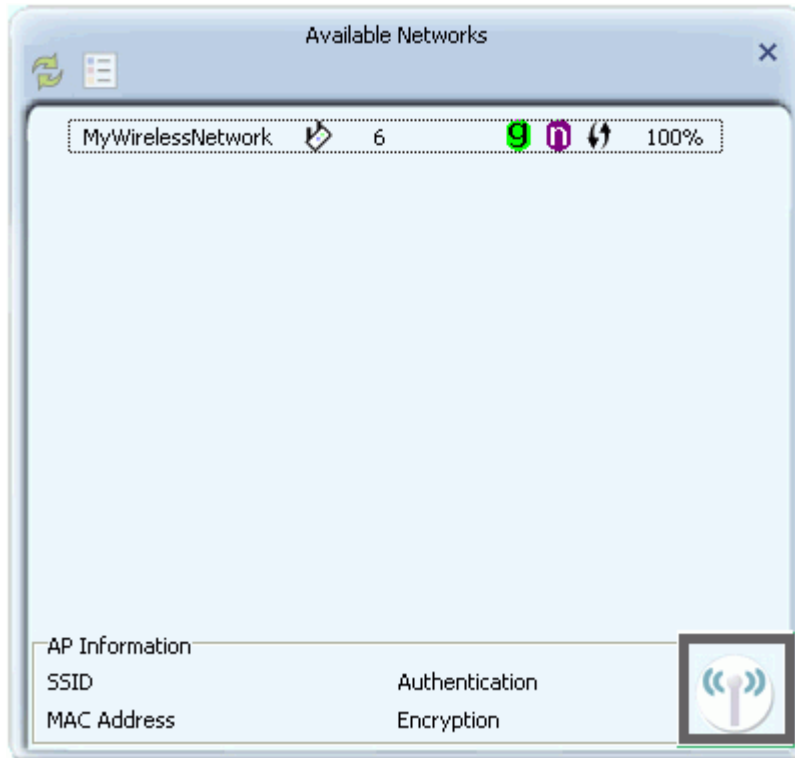 Available Networks
MyWirelessNetwork 6 g n 100%
AP Information
SSID Authentication
MAC Address Encryption